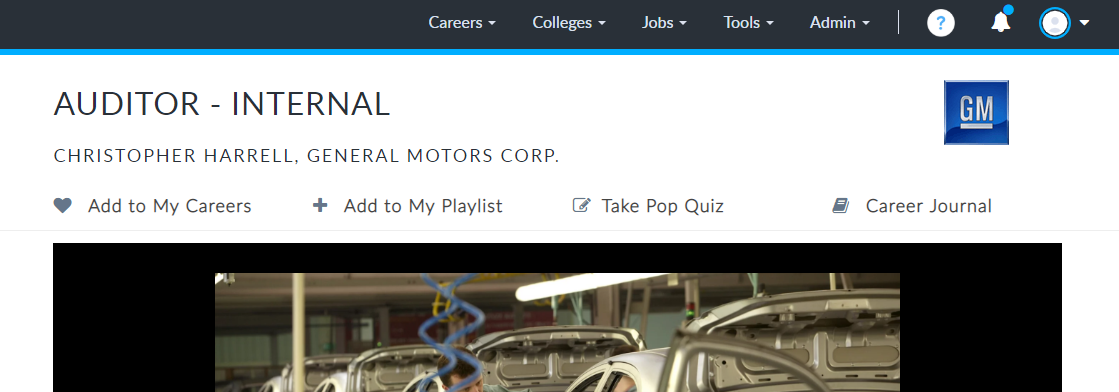 Careers Colleges Jobs Tools Admin ?
AUDITOR - INTERNAL
GM
CHRISTOPHER HARRELL, GENERAL MOTORS CORP.
Add to My Careers Add to My Playlist Take Pop Quiz Career Journal